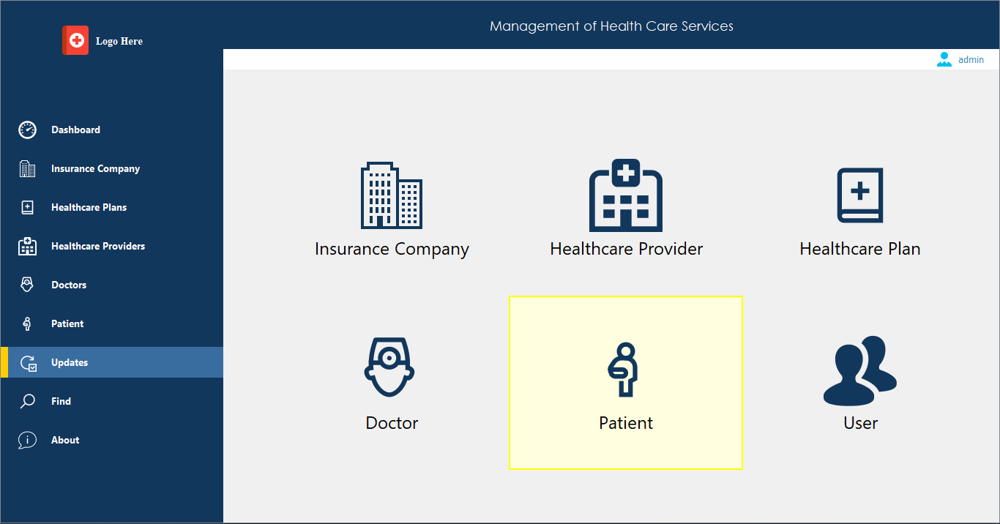 Logo Here
Management of Health Care Services
admin
Dashboard
Insurance Company
Healthcare Plans
Healthcare Providers
Doctors
Patient
Updates
Find
About
Insurance Company
Healthcare Provider
Healthcare Plan
Doctor
Patient
User